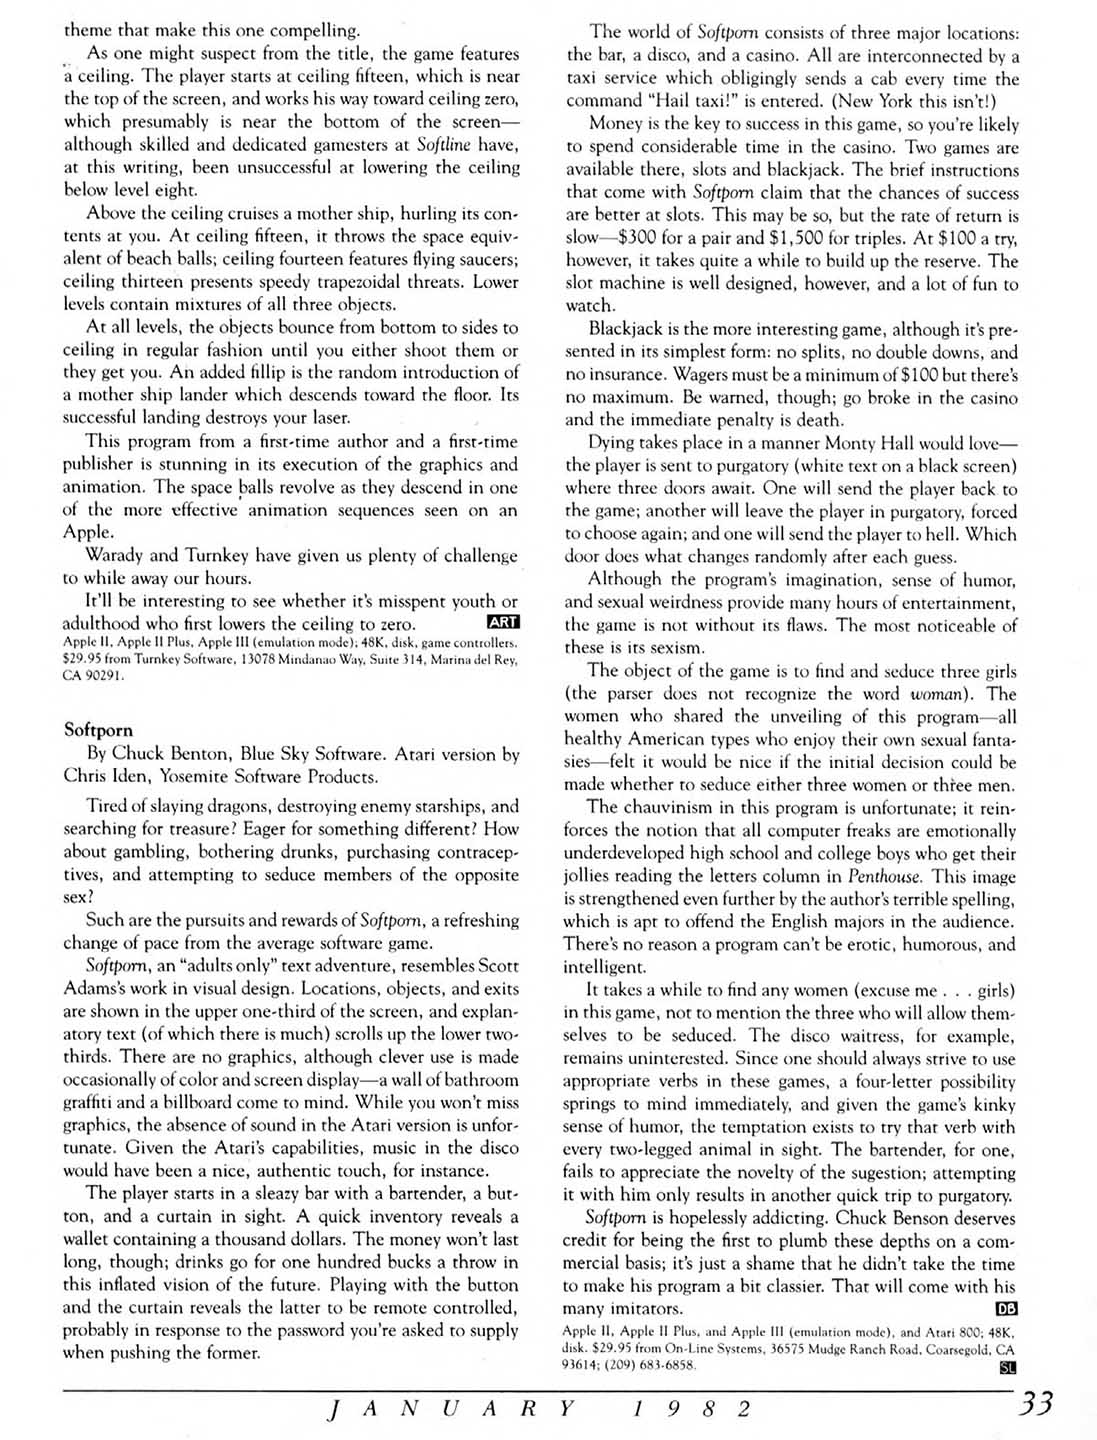 theme that make this one compelling.
As one might suspect from the title, the game features
a ceiling. The player starts at ceiling fifteen, which is near
the top of the screen, and works his way toward ceiling zero,
which presumably is near the bottom of the screen—
although skilled and dedicated gamesters at Softline have,
at this writing, been unsuccessful at lowering the ceiling
below level eight.
Above the ceiling cruises a mother ship, hurling its con-
tents at you. At ceiling fifteen, it throws the space equiv-
alent of beach balls; ceiling fourteen features flying saucers;
ceiling thirteen presents speedy trapezoidal threats. Lower
levels contain mixtures of all three objects.
At all levels, the objects bounce from bottom to sides to
ceiling in regular fashion until you either shoot them or
they get you. An added fillip is the random introduction of
a mother ship lander which descends toward the floor. Its
successful landing destroys your laser.
This program from a first-time author and a first-time
publisher is stunning in its execution of the graphics and
animation. The space balls revolve as they descend in one
of the more effective animation sequences seen on an
Apple.
Warady and Turnkey have given us plenty of challenge
to while away our hours.
It'll be interesting to see whether it's misspent youth or
adulthood who first lowers the ceiling to zero. ART
Apple II, Apple II Plus, Apple III (emulation mode); 48K, disk, game controllers.
$29.95 from Turnkey Software, 13078 Mindanao Way, Suite 314, Marina del Rey,
CA 90291.
Softporn
By Chuck Benton, Blue Sky Software. Atari version by
Chris Iden, Yosemite Software Products.
Tired of slaying dragons, destroying enemy starships, and
searching for treasure? Eager for something different? How
about gambling, bothering drunks, purchasing contracep-
tives, and attempting to seduce members of the opposite
sex?
Such are the pursuits and rewards of Softporn, a refreshing
change of pace from the average software game.
Softporn, an "adults only" text adventure, resembles Scott
Adams's work in visual design. Locations, objects, and exits
are shown in the upper one-third of the screen, and explan-
atory text (of which there is much) scrolls up the lower two-
thirds. There are no graphics, although clever use is made
occasionally of color and screen display—a wall of bathroom
graffiti and a billboard come to mind. While you won't miss
graphics, the absence of sound in the Atari version is unfor-
tunate. Given the Atari's capabilities, music in the disco
would have been a nice, authentic touch, for instance.
The player starts in a sleazy bar with a bartender, a but-
ton, and a curtain in sight. A quick inventory reveals a
wallet containing a thousand dollars. The money won't last
long, though; drinks go for one hundred bucks a throw in
this inflated vision of the future. Playing with the button
and the curtain reveals the latter to be remote controlled,
probably in response to the password you're asked to supply
when pushing the former.
The world of Softporn consists of three major locations:
the bar, a disco, and a casino. All are interconnected by a
taxi service which obligingly sends a cab every time the
command "Hail taxi!" is entered. (New York this isn't!)
Money is the key to success in this game, so you're likely
to spend considerable time in the casino. Two games are
available there, slots and blackjack. The brief instructions
that come with Softporn claim that the chances of success
are better at slots. This may be so, but the rate of return is
slow—$300 for a pair and $1,500 for triples. At $100 a try,
however, it takes quite a while to build up the reserve. The
slot machine is well designed, however, and a lot of fun to
watch.
Blackjack is the more interesting game, although it's pre-
sented in its simplest form: no splits, no double downs, and
no insurance. Wagers must be a minimum of $100 but there's
no maximum. Be warned, though; go broke in the casino
and the immediate penalty is death.
Dying takes place in a manner Monty Hall would love—
the player is sent to purgatory (white text on a black screen)
where three doors await. One will send the player back to
the game; another will leave the player in purgatory, forced
to choose again; and one will send the player to hell. Which
door does what changes randomly after each guess.
Although the program's imagination, sense of humor,
and sexual weirdness provide many hours of entertainment,
the game is not without its flaws. The most noticeable of
these is its sexism.
The object of the game is to find and seduce three girls
(the parser does not recognize the word woman). The
women who shared the unveiling of this program—all
healthy American types who enjoy their own sexual fanta-
sies—felt it would be nice if the initial decision could be
made whether to seduce either three women or three men.
The chauvinism in this program is unfortunate; it rein-
forces the notion that all computer freaks are emotionally
underdeveloped high school and college boys who get their
jollies reading the letters column in Penthouse. This image
is strengthened even further by the author's terrible spelling,
which is apt to offend the English majors in the audience.
There's no reason a program can't be erotic, humorous, and
intelligent.
It takes a while to find any women (excuse me . . . girls)
in this game, not to mention the three who will allow them-
selves to be seduced. The disco waitress, for example,
remains uninterested. Since one should always strive to use
appropriate verbs in these games, a four-letter possibility
springs to mind immediately, and given the game's kinky
sense of humor, the temptation exists to try that verb with
every two-legged animal in sight. The bartender, for one,
fails to appreciate the novelty of the sugestion; attempting
it with him only results in another quick trip to purgatory.
Softporn is hopelessly addicting. Chuck Benson deserves
credit for being the first to plumb these depths on a com-
mercial basis; it's just a shame that he didn't take the time
to make his program a bit classier. That will come with his
many imitators. DB
Apple II, Apple II Plus, and Apple III (emulation mode), and Atari 800; 48K,
disk. $29.95 from On-Line Systems, 36575 Mudge Ranch Road, Coarsegold, CA
93614; (209) 683-6858. SL
JANUARY 1982 33